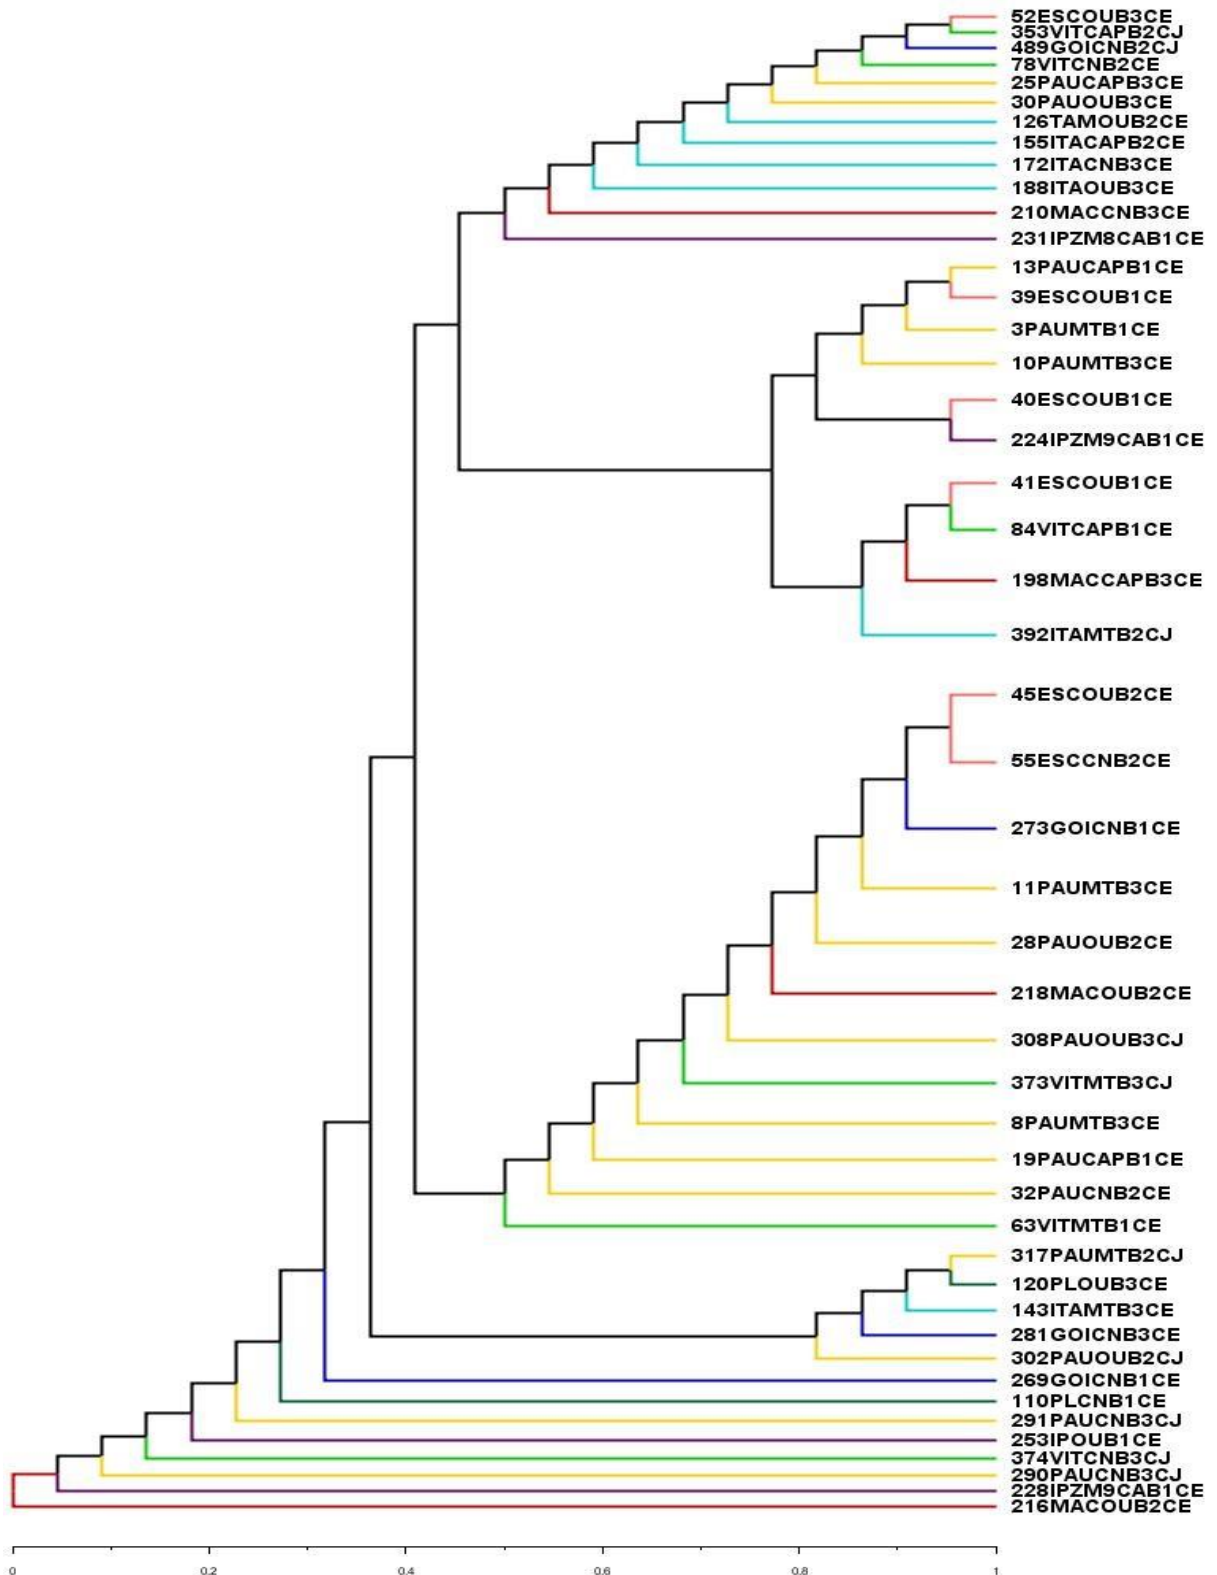 52ESCOUB3CE
353VITCAPB2CJ
489GOICNB2CJ
78VITCNB2CE
25PAUCAPB3CE
30PAUOUB3CE
126TAMOUB2CE
155ITACAPB2CE
172ITACNB3CE
188ITAOUB3CE
210MACCNB3CE
231IPZM8CAB1CE
13PAUCAPB1CE
39ESCOUB1CE
3PAUMTB1CE
10PAUMTB3CE
40ESCOUB1CE
224IPZM9CAB1CE
41ESCOUB1CE
84VITCAPB1CE
198MACCAPB3CE
392ITAMTB2CJ
45ESCOUB2CE
55ESCCNB2CE
273GOICNB1CE
11PAUMTB3CE
28PAUOUB2CE
218MACOUB2CE
308PAUOUB3CJ
373VITMTB3CJ
8PAUMTB3CE
19PAUCAPB1CE
32PAUCNB2CE
63VITMTB1CE
317PAUMTB2CJ
120PLOUB3CE
143ITAMTB3CE
281GOICNB3CE
302PAUOUB2CJ
269GOICNB1CE
110PLCNB1CE
291PAUCNB3CJ
253IPOUB1CE
374VITCNB3CJ
290PAUCNB3CJ
228IPZM9CAB1CE
216MACOUB2CE
0 0.2 0.4 0.6 0.8 1